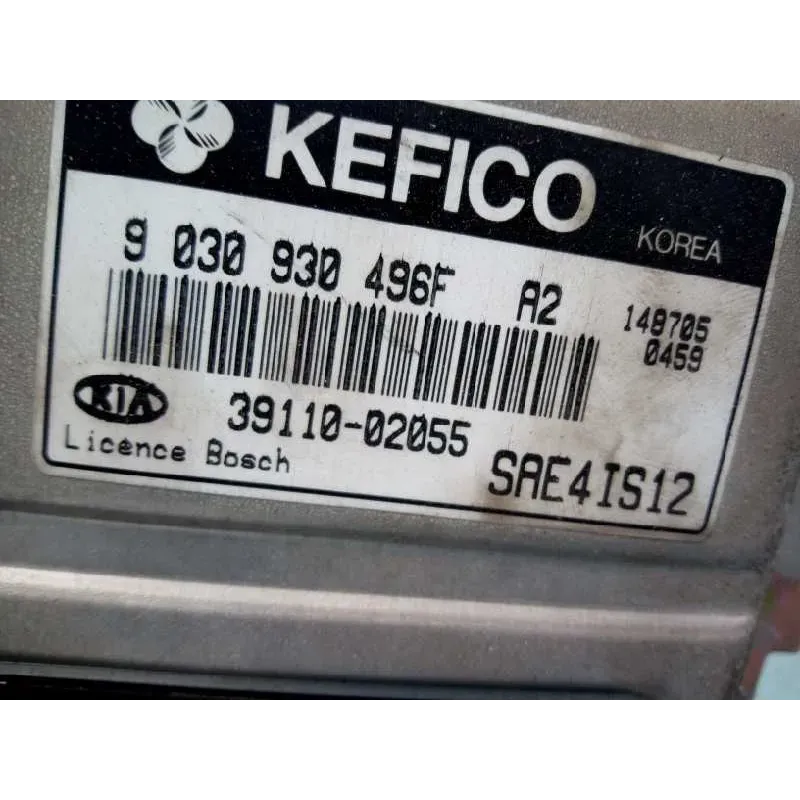 KEFICO
KOREA
9 030 930 496F A2
148705
0459
KIA
39110-02055
Licence Bosch
SAE4IS12